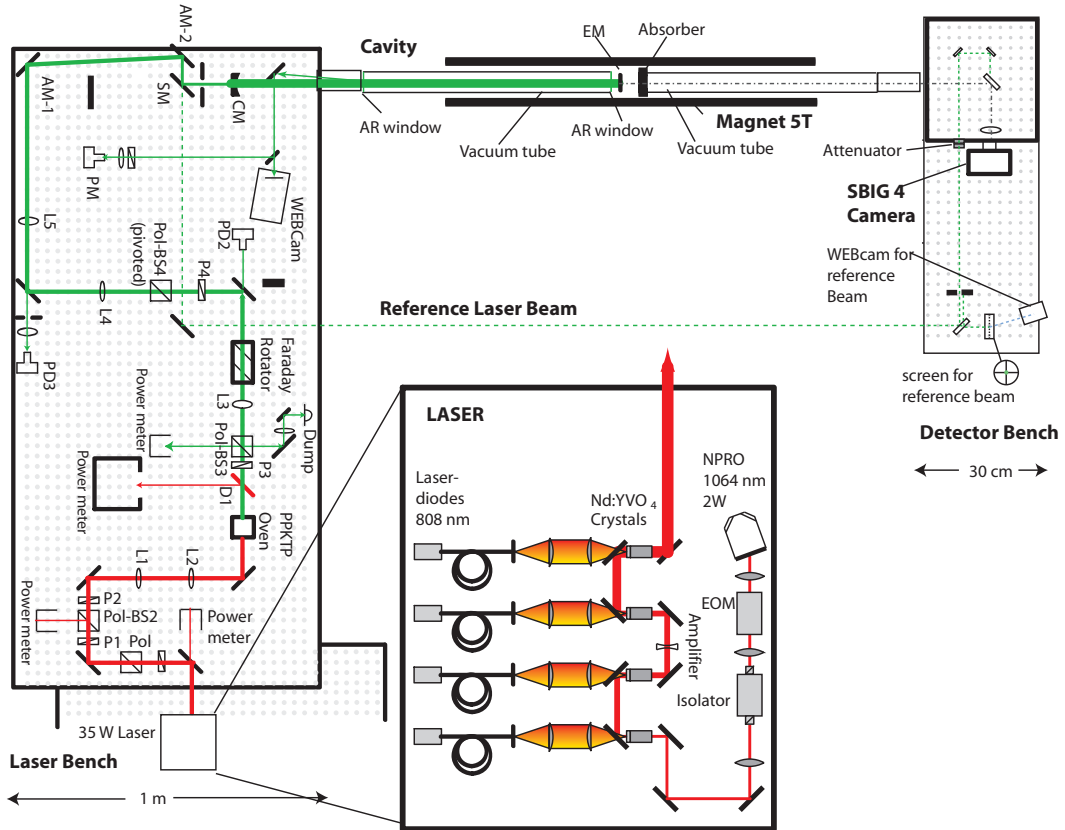 AM-2
AM-1
SM
CM
Cavity
EM
Absorber
AR window
Vacuum tube
AR window
Magnet 5T
Vacuum tube
PM
WEBCam
L5
Pol-BS4
(pivoted)
PD2
P4
L4
PD3
Faraday
Rotator
L3
Power meter
Pol-BS3
P3
Dump
Power meter
D1
PPKTP
Oven
L1
L2
Power meter
P2
Pol-BS2
P1
Pol
Power
meter
35 W Laser
Laser Bench
1 m
Reference Laser Beam
Attenuator
SBIG 4
Camera
WEBcam for
reference
Beam
screen for
reference beam
Detector Bench
30 cm
LASER
Laser-
diodes
808 nm
Nd:YVO 4
Crystals
NPRO
1064 nm
2W
EOM
Amplifier
Isolator